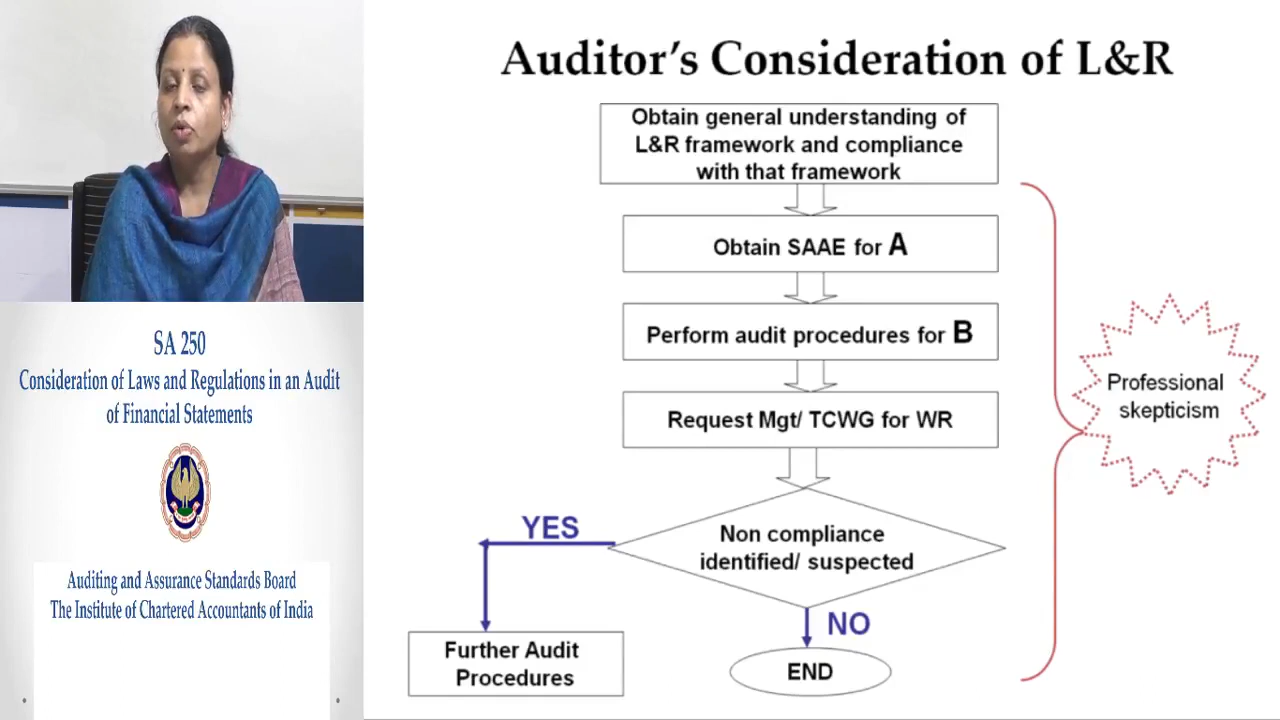 Auditor's Consideration of L&R
Obtain general understanding of
L&R framework and compliance
with that framework
Obtain SAAE for A
Perform audit procedures for B
Request Mgt/ TCWG for WR
Non compliance
identified/ suspected
YES
NO
Further Audit
Procedures
END
Professional
skepticism
SA 250
Consideration of Laws and Regulations in an Audit
of Financial Statements
Auditing and Assurance Standards Board
The Institute of Chartered Accountants of India